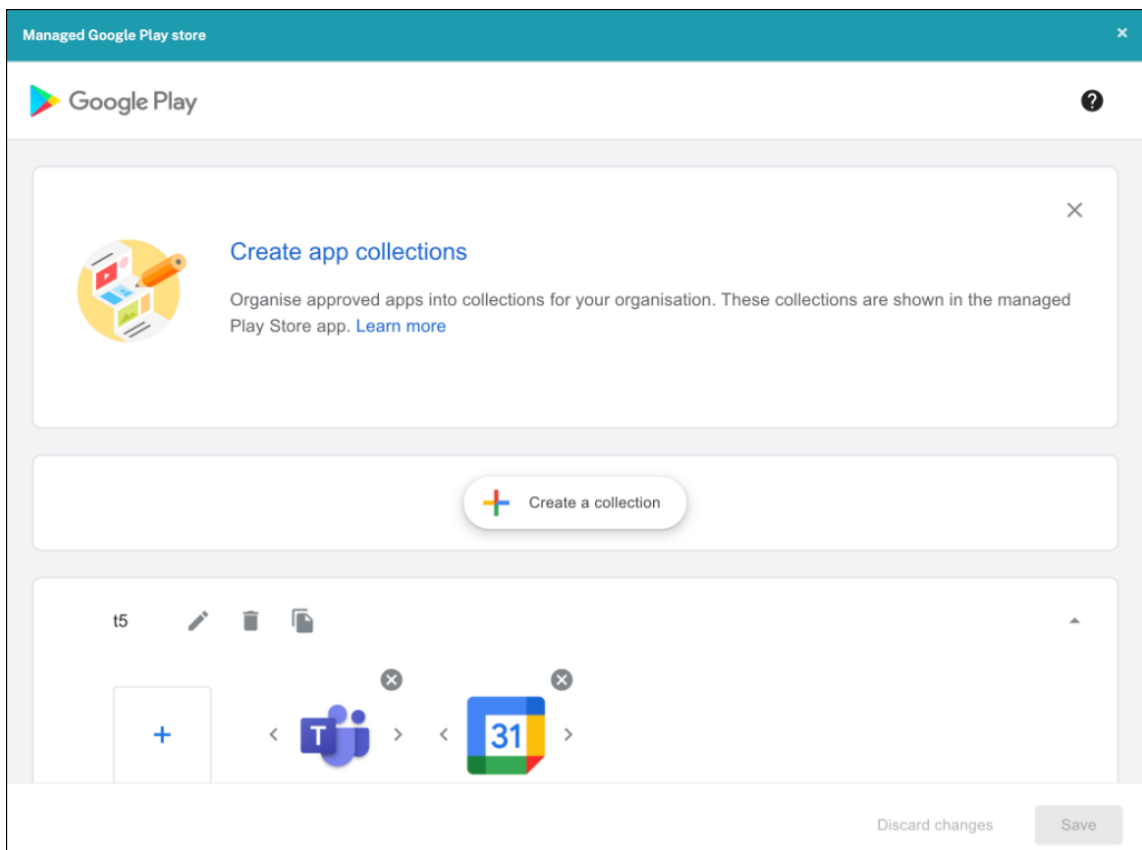 Managed Google Play store
Google Play
Create app collections
Organise approved apps into collections for your organisation. These collections are shown in the managed
Play Store app. Learn more
Create a collection
t5
T
31
Discard changes
Save